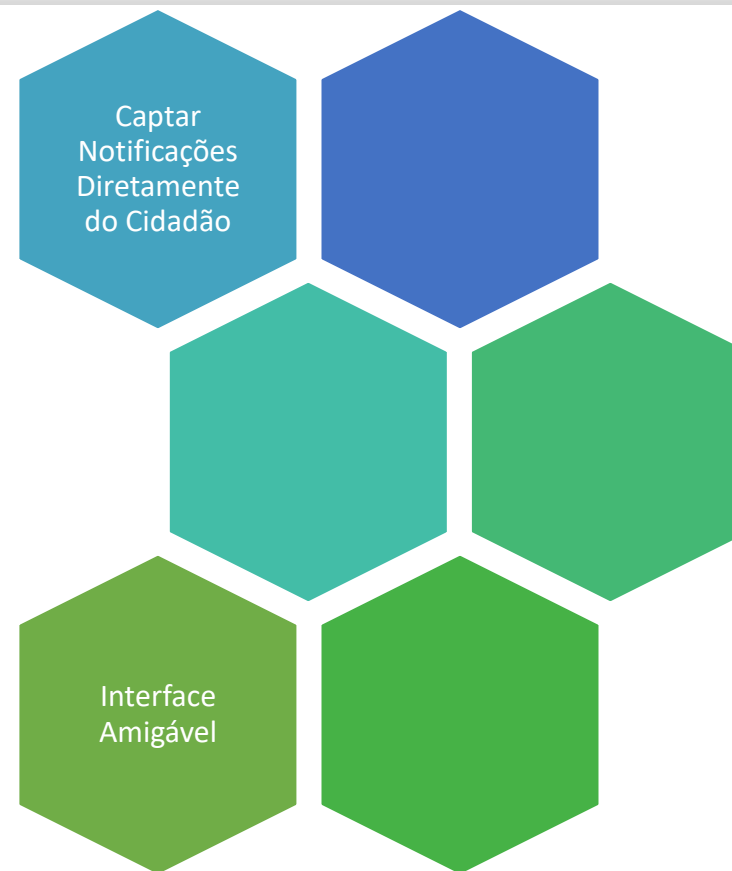 Captar
Notificações
Diretamente
do Cidadão
Interface
Amigável